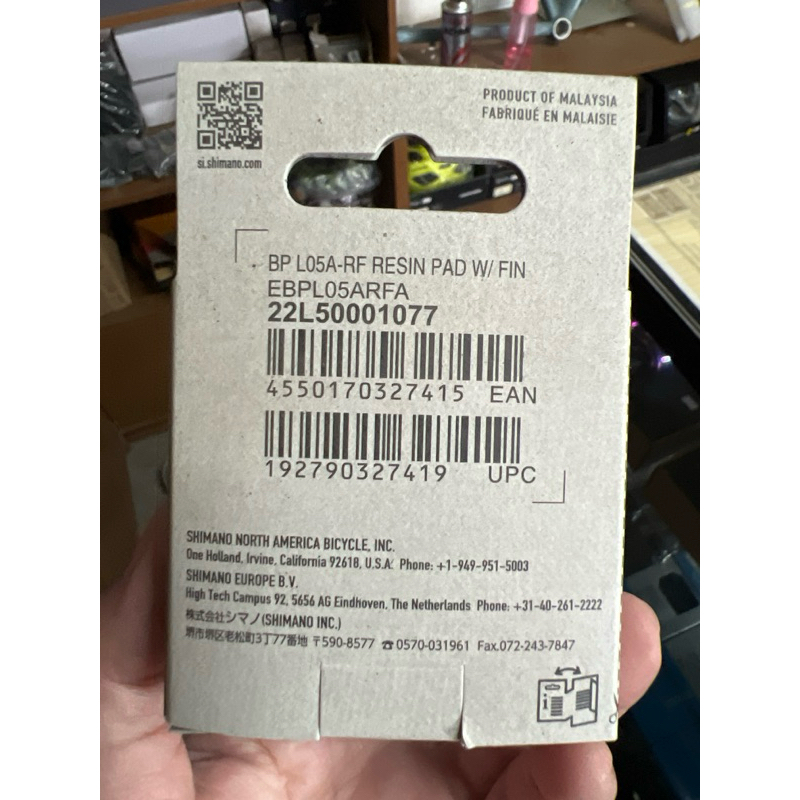 si.shimano.com
PRODUCT OF MALAYSIA
FABRIQUÉ EN MALAISIE
BP L05A-RF RESIN PAD W/ FIN
EBPL05ARFA
22L50001077
4550170327415 EAN
192790327419 UPC
SHIMANO NORTH AMERICA BICYCLE, INC.
One Holland, Irvine, California 92618, U.S.A. Phone: +1-949-951-5003
SHIMANO EUROPE B.V.
High Tech Campus 92, 5656 AG Eindhoven, The Netherlands Phone: +31-40-261-2222
株式会社シマノ(SHIMANO INC.)
堺市堺区老松町3丁77番地 〒590-8577 ☎0570-031961 Fax.072-243-7847